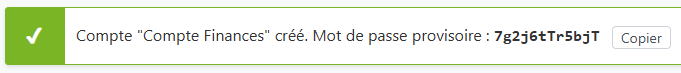 Compte "Compte Finances" créé. Mot de passe provisoire : 7g2j6tTr5bjT Copier